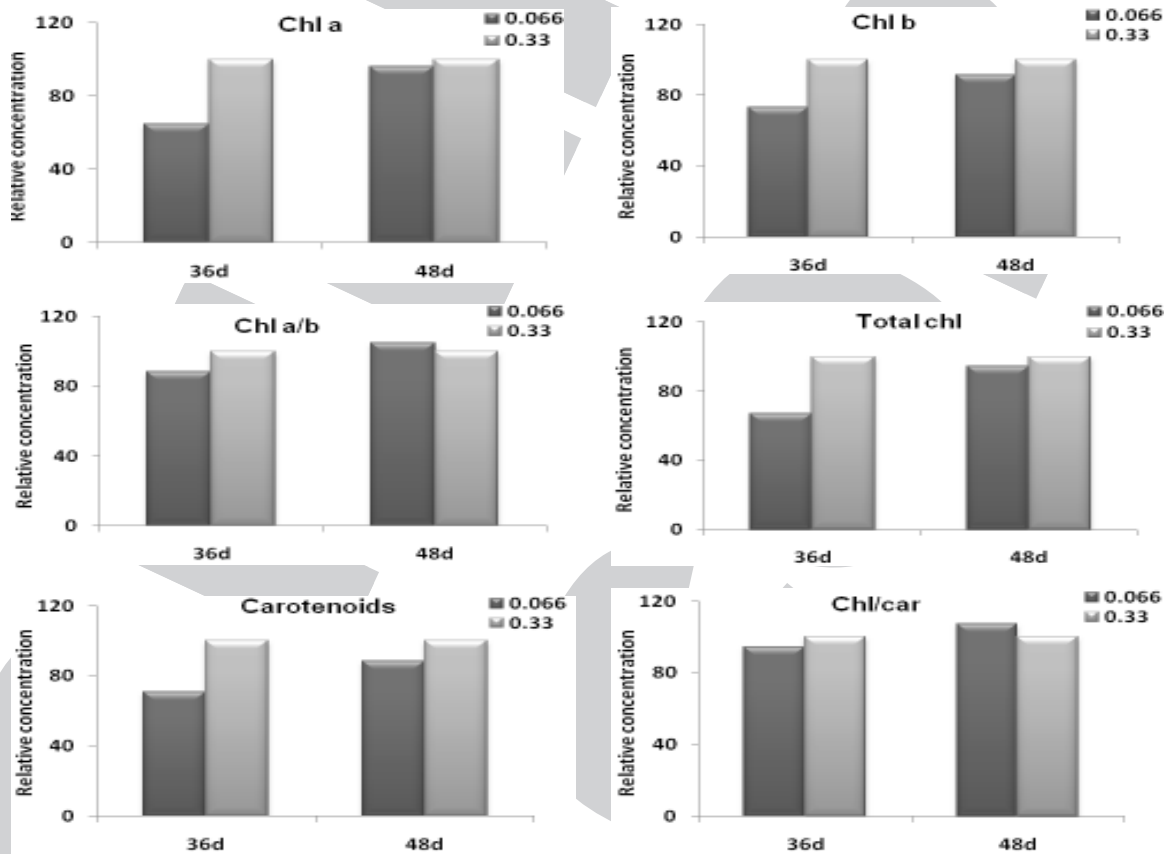 Chl a
0.066
0.33
Relative concentration
120
80
40
0
36d
48d
Chl b
0.066
0.33
Relative concentration
120
80
40
0
36d
48d
Chl a/b
0.066
0.33
Relative concentration
120
80
40
0
36d
48d
Total chl
0.066
0.33
Relative concentration
120
80
40
0
36d
48d
Carotenoids
0.066
0.33
Relative concentration
120
80
40
0
36d
48d
Chl/car
0.066
0.33
Relative concentration
120
80
40
0
36d
48d